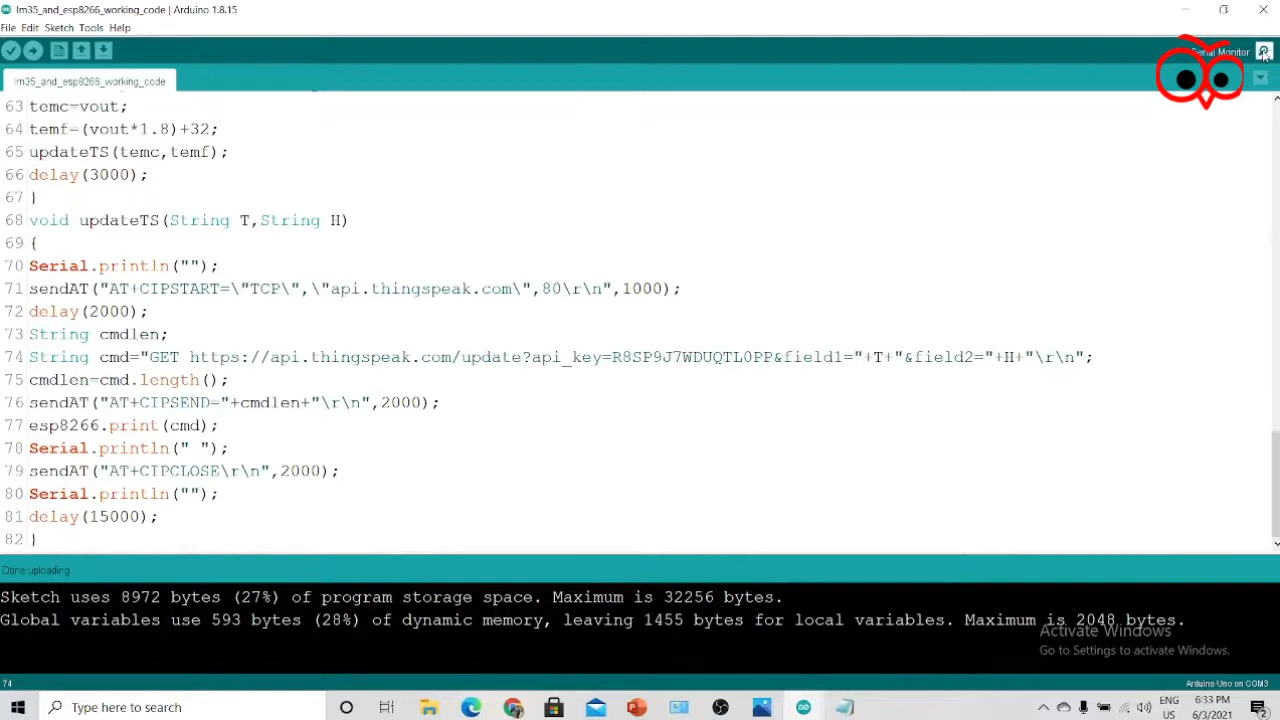 lm35_and_esp8266_working_code | Arduino 1.8.15
File Edit Sketch Tools Help
Serial Monitor
lm35_and_esp8266_working_code
63 temc=vout;
64 temf=(vout*1.8)+32;
65 updateTS(temc,temf);
66 delay(3000);
67 }
68 void updateTS(String T,String H)
69 {
70 Serial.println("");
71 sendAT("AT+CIPSTART=\"TCP\",\"api.thingspeak.com\",80\r\n",1000);
72 delay(2000);
73 String cmdlen;
74 String cmd="GET https://api.thingspeak.com/update?api_key=R8SP9J7WDUQTL0PP&field1="+T+"&field2="+H+"\r\n";
75 cmdlen=cmd.length();
76 sendAT("AT+CIPSEND="+cmdlen+"\r\n",2000);
77 esp8266.print(cmd);
78 Serial.println(" ");
79 sendAT("AT+CIPCLOSE\r\n",2000);
80 Serial.println("");
81 delay(15000);
82 }
Done uploading
Sketch uses 8972 bytes (27%) of program storage space. Maximum is 32256 bytes.
Global variables use 593 bytes (28%) of dynamic memory, leaving 1455 bytes for local variables. Maximum is 2048 bytes.
Activate Windows
Go to Settings to activate Windows.
74
Arduino Uno on COM3
Type here to search
ENG
US
6:33 PM
6/3/2021